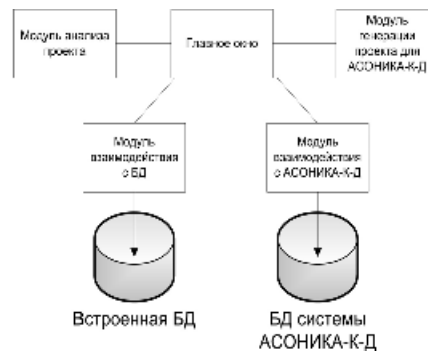 Модуль анализа
проекта
Главное окно
Модуль
генерации
проекта для
АСОНИКА-К-Д
Модуль
взаимодействия
с БД
Модуль
взаимодействия
с АСОНИКА-К-Д
Встроенная БД
БД системы
АСОНИКА-К-Д